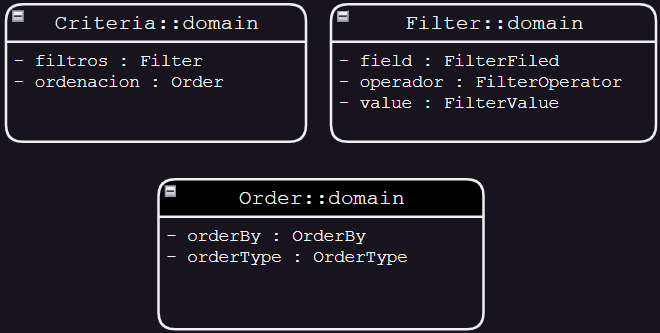 Criteria::domain
- filtros : Filter
- ordenacion : Order
Filter::domain
- field : FilterFiled
- operador : FilterOperator
- value : FilterValue
Order::domain
- orderBy : OrderBy
- orderType : OrderType